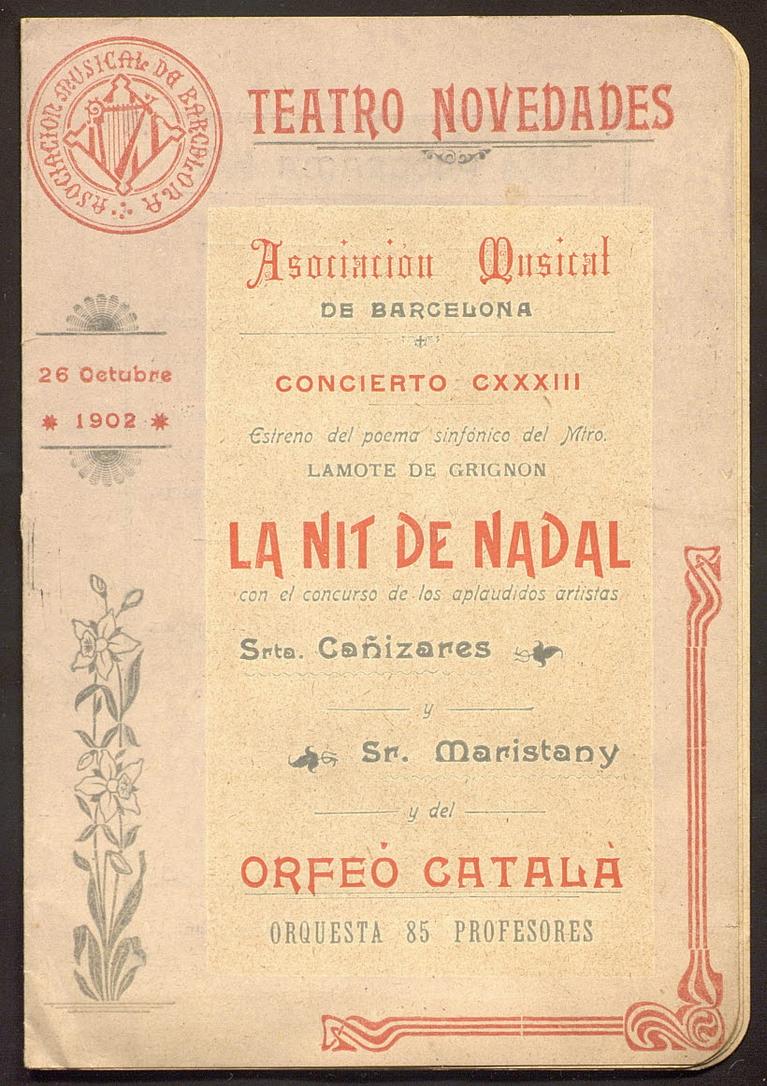 ASOCIACION MUSICAL DE BARCELONA
TEATRO NOVEDADES
Asociacion Musical
DE BARCELONA
26 Octubre
1902
CONCIERTO CXXXIII
Estreno del poema sinfónico del Mtro.
LAMOTE DE GRIGNON
LA NIT DE NADAL
con el concurso de los aplaudidos artistas
Srta. Cañizares
y
Sr. Maristany
y del
ORFEÓ CATALÀ
ORQUESTA 85 PROFESORES